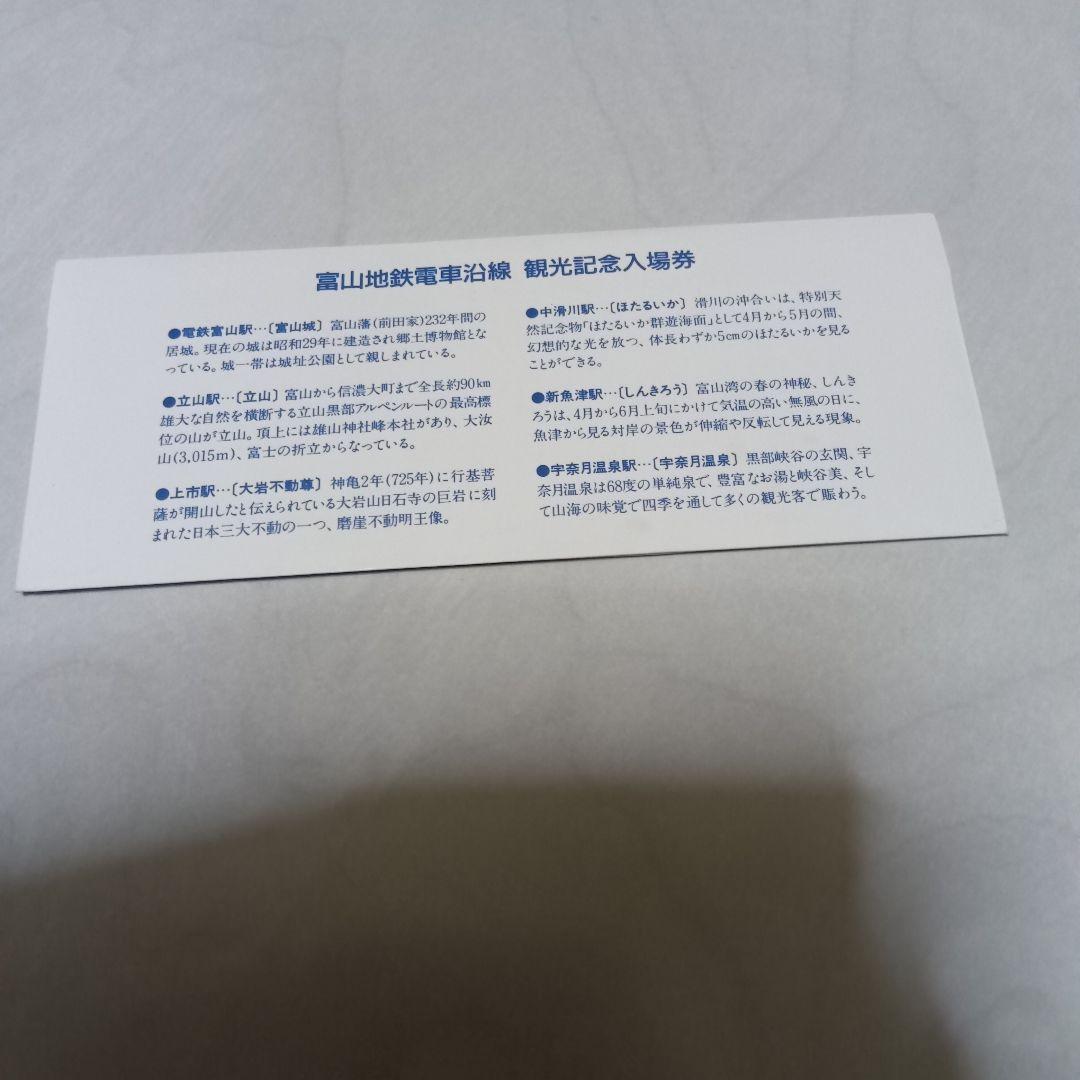 富山地鉄電車沿線 観光記念入場券
●電鉄富山駅…〔富山城〕 富山藩(前田家)232年間の
居城。現在の城は昭和29年に建造され郷土博物館とな
っている。城一帯は城址公園として親しまれている。
●立山駅…〔立山〕 富山から信濃大町まで全長約90km
雄大な自然を横断する立山黒部アルペンルートの最高標
位の山が立山。頂上には雄山神社峰本社があり、大汝
山(3,015m)、富士の折立からなっている。
●上市駅…〔大岩不動尊〕 神亀2年(725年)に行基菩
薩が開山したと伝えられている大岩山日石寺の巨岩に刻
まれた日本三大不動の一つ、磨崖不動明王像。
●中滑川駅…〔ほたるいか〕 滑川の沖合いは、特別天
然記念物「ほたるいか群遊海面」として4月から5月の間、
幻想的な光を放つ、体長わずか5cmのほたるいかを見る
ことができる。
●新魚津駅…〔しんきろう〕 富山湾の春の神秘、しんき
ろうは、4月から6月上旬にかけて気温の高い無風の日に、
魚津から見る対岸の景色が伸縮や反転して見える現象。
●宇奈月温泉駅…〔宇奈月温泉〕 黒部峡谷の玄関、宇
奈月温泉は68度の単純泉で、豊富なお湯と峡谷美、そし
て山海の味覚で四季を通して多くの観光客で賑わう。